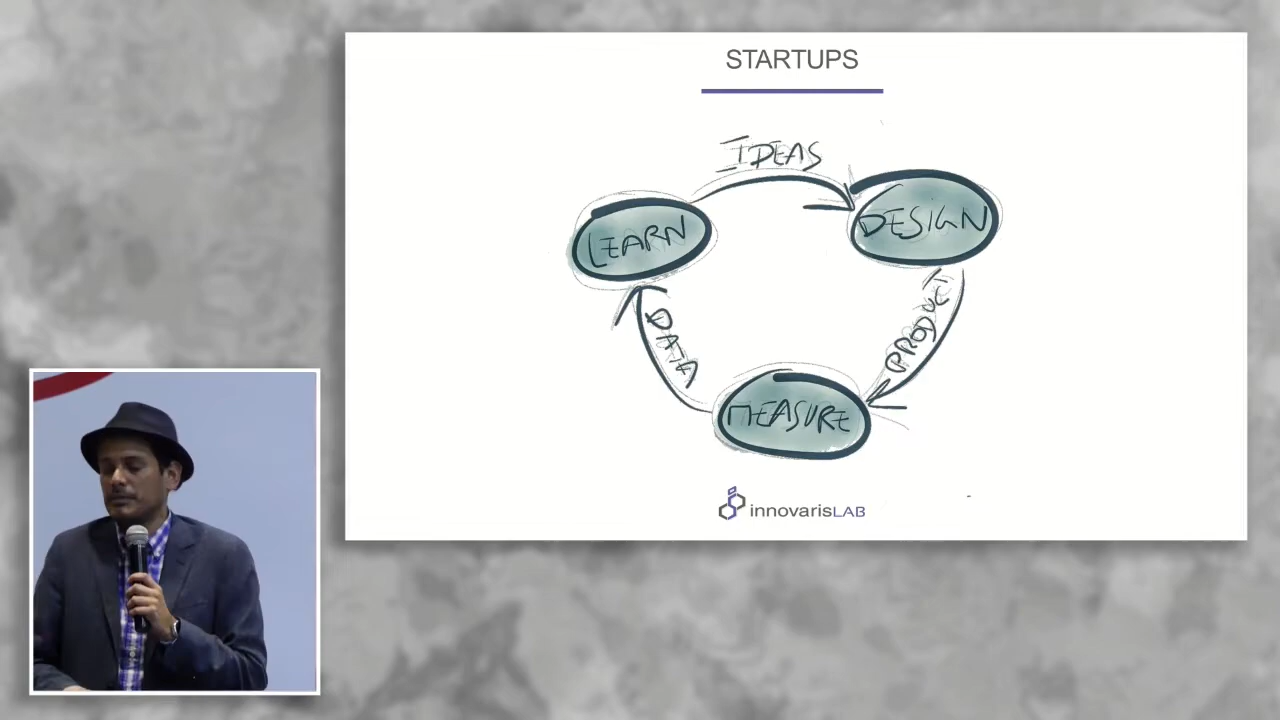 STARTUPS
IDEAS
LEARN
DESIGN
DATA
PRODUCT
MEASURE
innovarisLAB